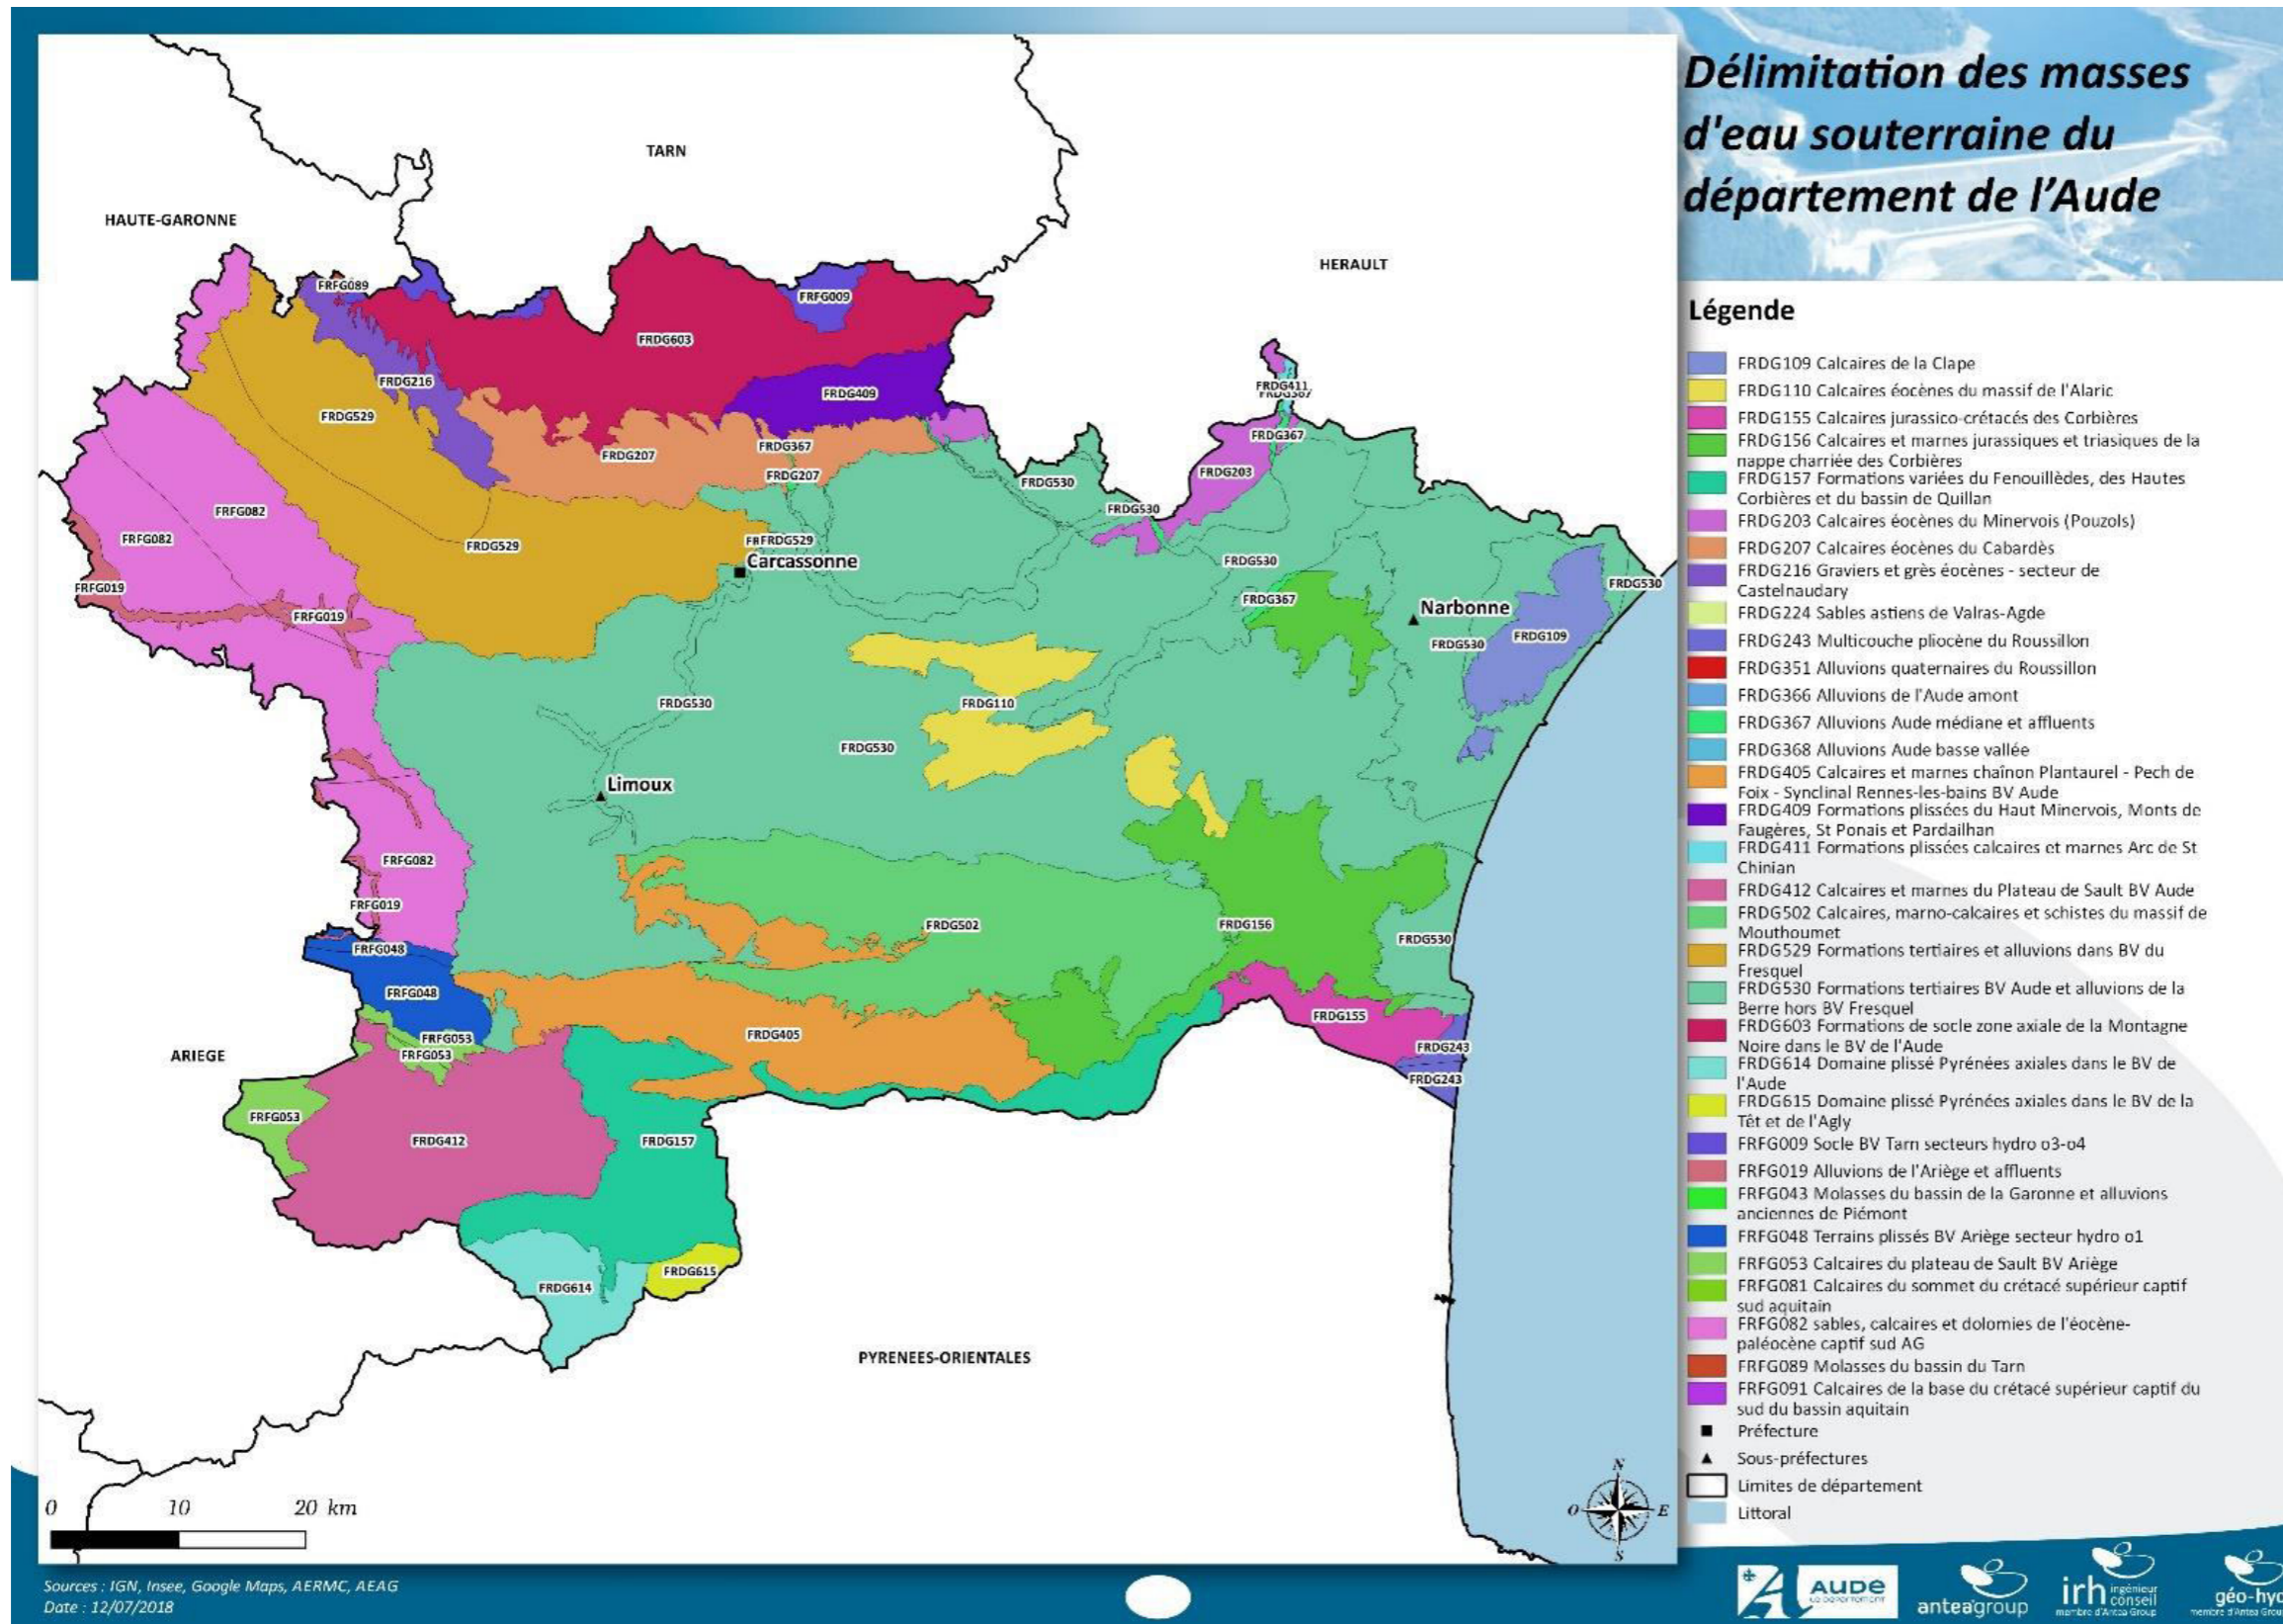 Délimitation des masses
d'eau souterraine du
département de l’Aude
TARN
HAUTE-GARONNE
HERAULT
FRFG089
FRFG009
FRDG603
FRDG216
FRDG409
FRDG411
FRDG367
FRDG529
FRDG367
FRDG367
FRDG207
FRDG203
FRDG207
FRDG530
FRFG082
FRDG530
FRFG082
FRDG529
FRDG529
Carcassonne
FRDG530
FRDG530
FRFG019
FRDG367
Narbonne
FRFG019
FRDG109
FRDG530
FRDG530
FRDG110
FRDG530
Limoux
FRFG082
FRFG019
FRDG502
FRDG156
FRDG530
FRFG048
FRFG048
FRDG155
FRFG053
FRDG405
FRDG243
ARIEGE
FRFG053
FRDG243
FRFG053
FRDG412
FRDG157
FRDG615
FRDG614
PYRENEES-ORIENTALES
N
O
E
S
0 10 20 km
Légende
FRDG109 Calcaires de la Clape
FRDG110 Calcaires éocènes du massif de l'Alaric
FRDG155 Calcaires jurassico-crétacés des Corbières
FRDG156 Calcaires et marnes jurassiques et triasiques de la
nappe charriée des Corbières
FRDG157 Formations variées du Fenouillèdes, des Hautes
Corbières et du bassin de Quillan
FRDG203 Calcaires éocènes du Minervois (Pouzols)
FRDG207 Calcaires éocènes du Cabardès
FRDG216 Graviers et grès éocènes - secteur de
Castelnaudary
FRDG224 Sables astiens de Valras-Agde
FRDG243 Multicouche pliocène du Roussillon
FRDG351 Alluvions quaternaires du Roussillon
FRDG366 Alluvions de l'Aude amont
FRDG367 Alluvions Aude médiane et affluents
FRDG368 Alluvions Aude basse vallée
FRDG405 Calcaires et marnes chaînon Plantaurel - Pech de
Foix - Synclinal Rennes-les-bains BV Aude
FRDG409 Formations plissées du Haut Minervois, Monts de
Faugères, St Ponais et Pardailhan
FRDG411 Formations plissées calcaires et marnes Arc de St
Chinian
FRDG412 Calcaires et marnes du Plateau de Sault BV Aude
FRDG502 Calcaires, marno-calcaires et schistes du massif de
Mouthoumet
FRDG529 Formations tertiaires et alluvions dans BV du
Fresquel
FRDG530 Formations tertiaires BV Aude et alluvions de la
Berre hors BV Fresquel
FRDG603 Formations de socle zone axiale de la Montagne
Noire dans le BV de l'Aude
FRDG614 Domaine plissé Pyrénées axiales dans le BV de
l'Aude
FRDG615 Domaine plissé Pyrénées axiales dans le BV de la
Têt et de l'Agly
FRFG009 Socle BV Tarn secteurs hydro o3-o4
FRFG019 Alluvions de l'Ariège et affluents
FRFG043 Molasses du bassin de la Garonne et alluvions
anciennes de Piémont
FRFG048 Terrains plissés BV Ariège secteur hydro o1
FRFG053 Calcaires du plateau de Sault BV Ariège
FRFG081 Calcaires du sommet du crétacé supérieur captif
sud aquitain
FRFG082 sables, calcaires et dolomies de l'éocène-
paléocène captif sud AG
FRFG089 Molasses du bassin du Tarn
FRFG091 Calcaires de la base du crétacé supérieur captif du
sud du bassin aquitain
Préfecture
Sous-préfectures
Limites de département
Littoral
Sources : IGN, Insee, Google Maps, AERMC, AEAG
Date : 12/07/2018
AUDE
LE DEPARTEMENT
anteagroup
irh ingénieur
conseil
membre d'Antea Group
géo-hyd
membre d'Antea Group